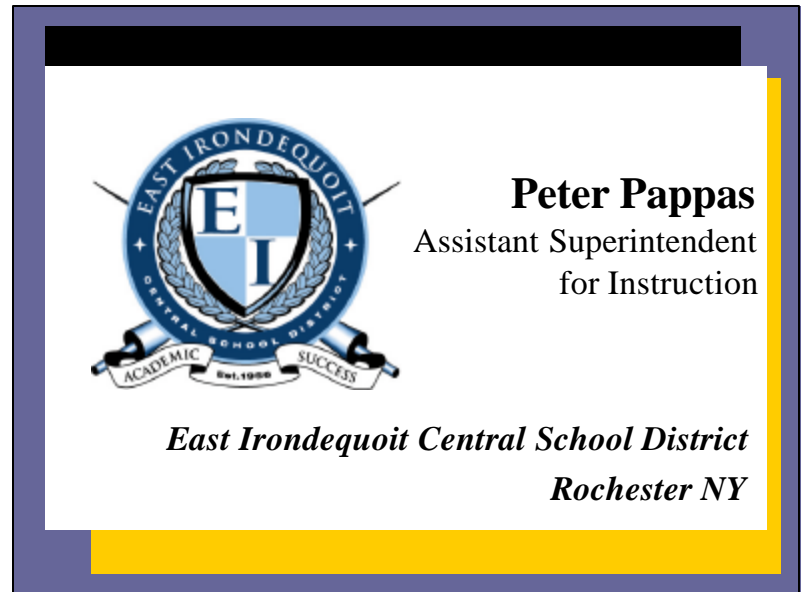 EAST IRONDEQUOIT
E
I
CENTRAL SCHOOL DISTRICT
ACADEMIC SUCCESS
Est.1956
Peter Pappas
Assistant Superintendent
for Instruction
East Irondequoit Central School District
Rochester NY